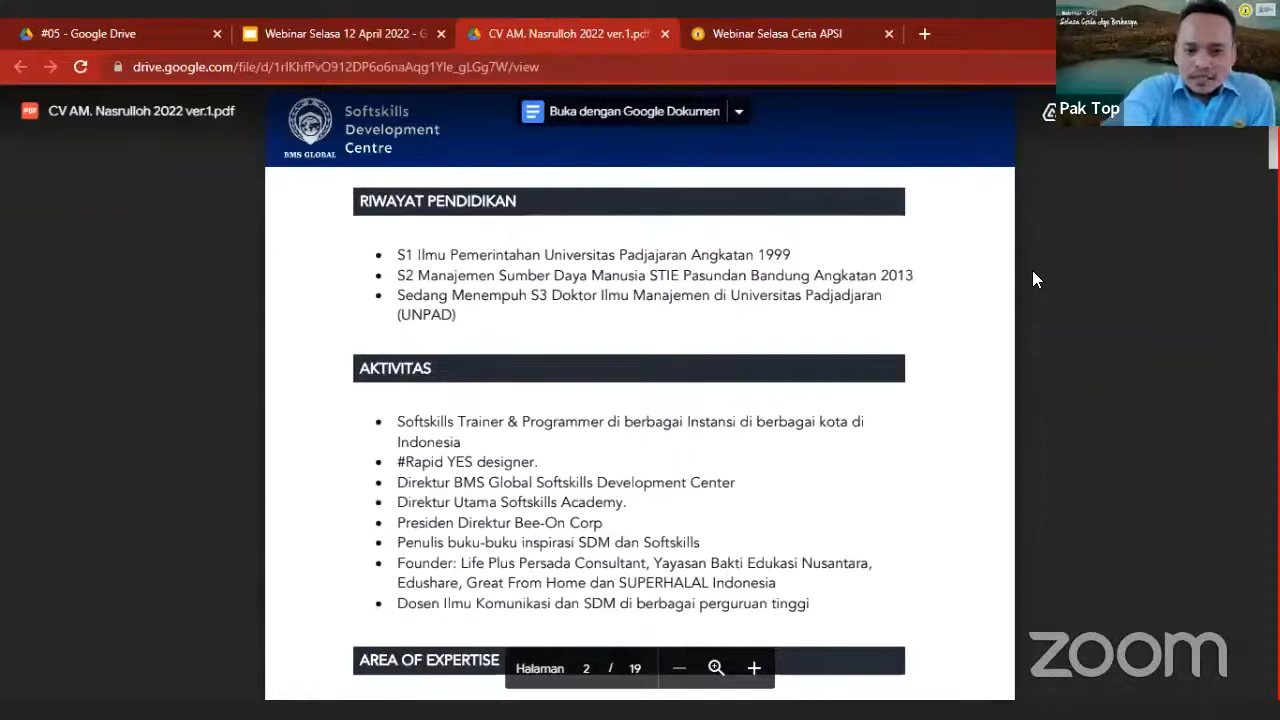 #05 - Google Drive
Webinar Selasa 12 April 2022 - G
CV AM. Nasrulloh 2022 ver.1.pdf
Webinar Selasa Ceria APSI
drive.google.com/file/d/1rIKhfPvO912DP6o6naAqg1Yle_gLGg7W/view
Webinar APSI
Selasa Ceria
Pak Top
PDF
CV AM. Nasrulloh 2022 ver.1.pdf
Buka dengan Google Dokumen
BMS GLOBAL
Softskills
Development
Centre
RIWAYAT PENDIDIKAN
• S1 Ilmu Pemerintahan Universitas Padjajaran Angkatan 1999
• S2 Manajemen Sumber Daya Manusia STIE Pasundan Bandung Angkatan 2013
• Sedang Menempuh S3 Doktor Ilmu Manajemen di Universitas Padjadjaran
(UNPAD)
AKTIVITAS
• Softskills Trainer & Programmer di berbagai Instansi di berbagai kota di
Indonesia
• #Rapid YES designer.
• Direktur BMS Global Softskills Development Center
• Direktur Utama Softskills Academy.
• Presiden Direktur Bee-On Corp
• Penulis buku-buku inspirasi SDM dan Softskills
• Founder: Life Plus Persada Consultant, Yayasan Bakti Edukasi Nusantara,
Edushare, Great From Home dan SUPERHALAL Indonesia
• Dosen Ilmu Komunikasi dan SDM di berbagai perguruan tinggi
AREA OF EXPERTISE
Halaman 2 / 19
zoom